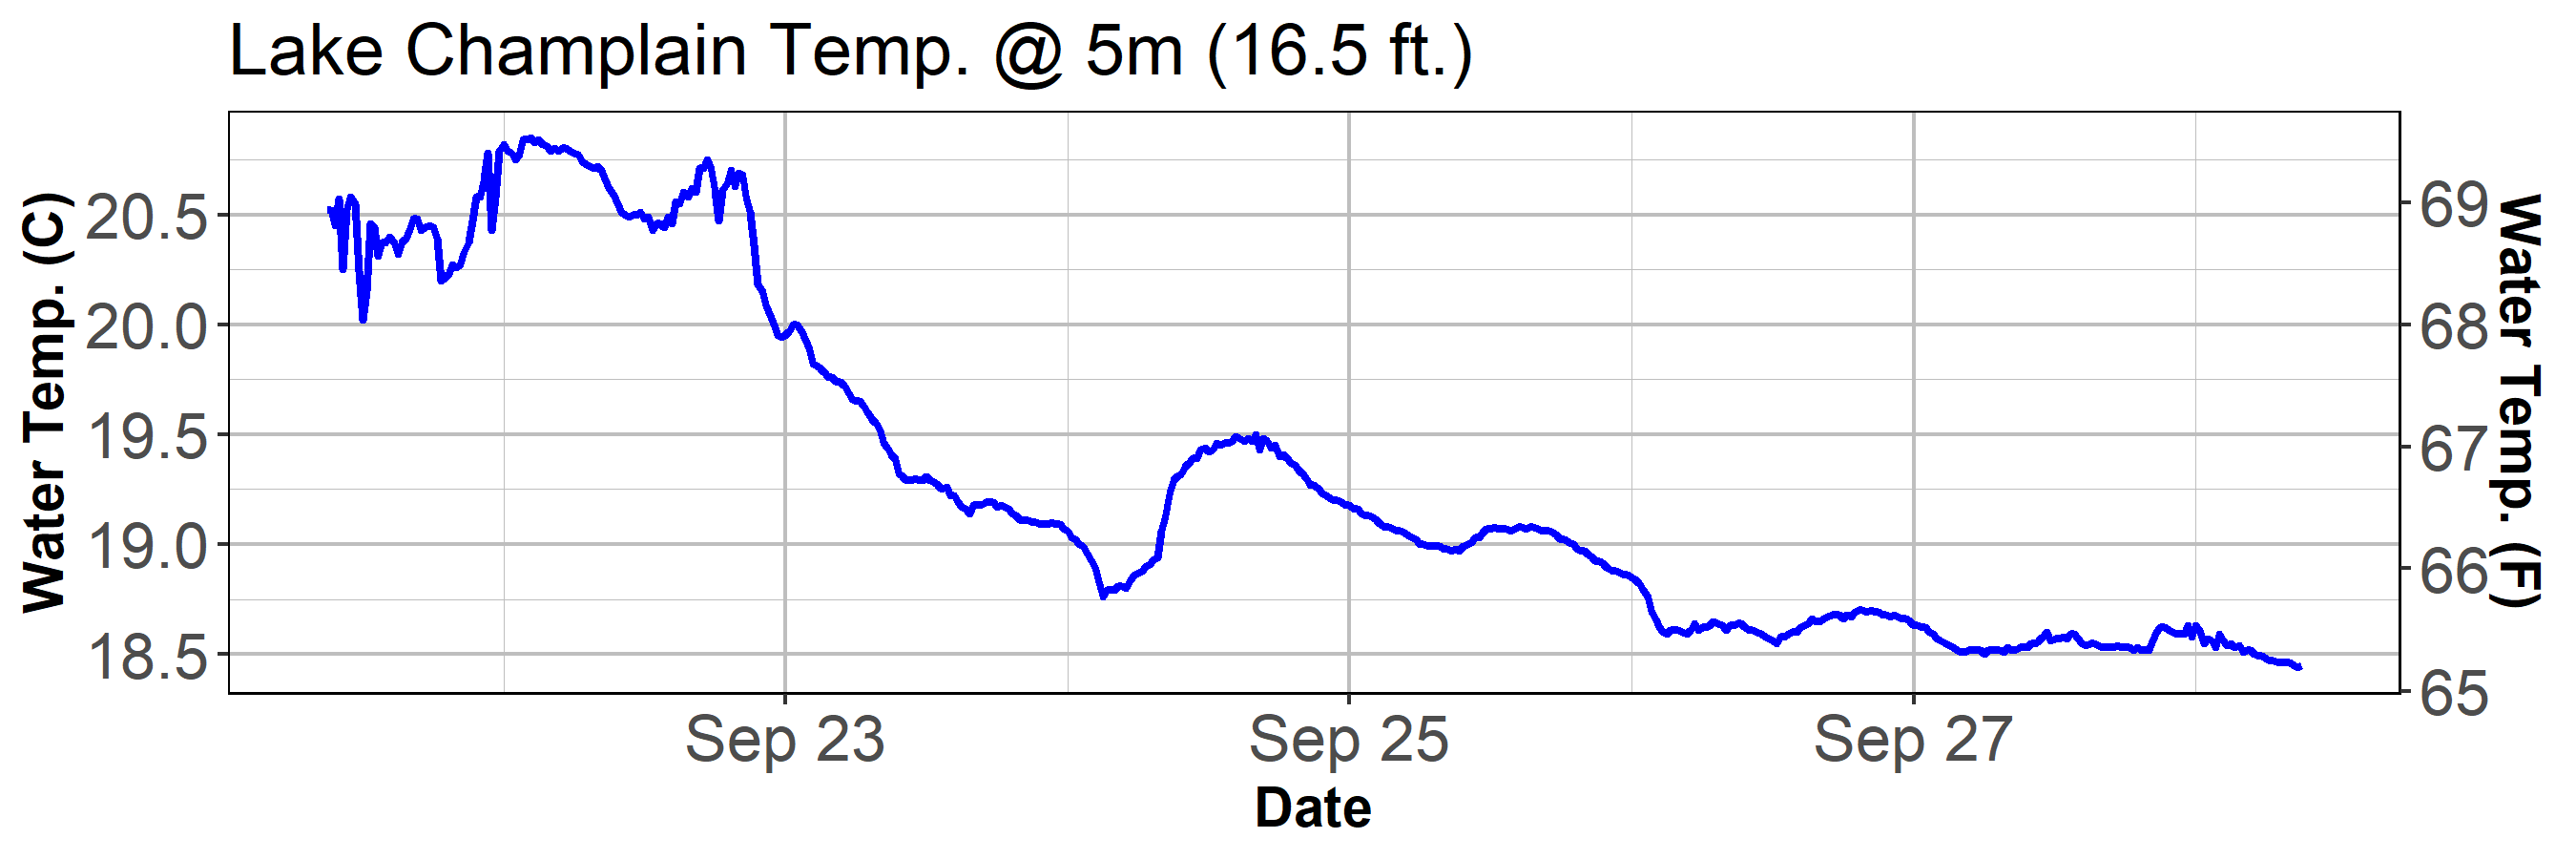 Lake Champlain Temp. @ 5m (16.5 ft.)
Water Temp. (C)
20.5
20.0
19.5
19.0
18.5
69
68
67
66
65
Water Temp. (F)
Sep 23
Sep 25
Sep 27
Date